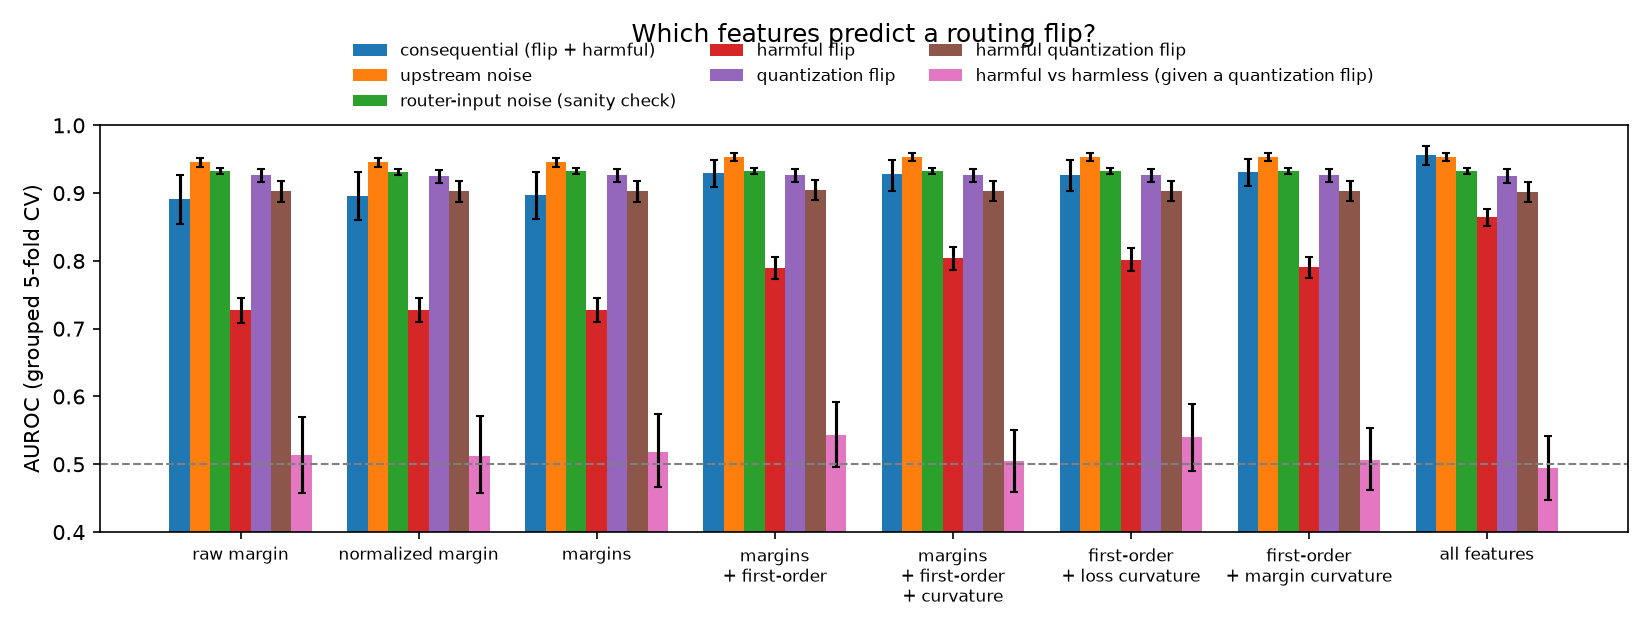 Which features predict a routing flip?
consequential (flip + harmful)
upstream noise
router-input noise (sanity check)
harmful flip
quantization flip
harmful quantization flip
harmful vs harmless (given a quantization flip)
AUROC (grouped 5-fold CV)
1.0
0.9
0.8
0.7
0.6
0.5
0.4
raw margin
normalized margin
margins
margins
+ first-order
margins
+ first-order
+ curvature
first-order
+ loss curvature
first-order
+ margin curvature
all features